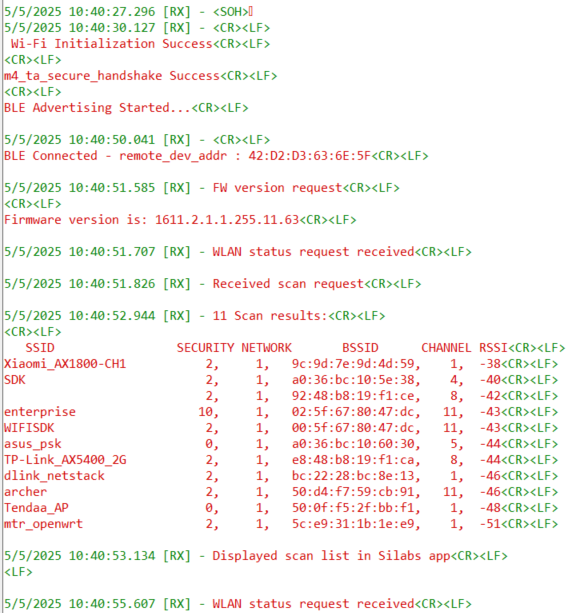 5/5/2025 10:40:27.296 [RX] - <SOH>
5/5/2025 10:40:30.127 [RX] - <CR><LF>
Wi-Fi Initialization Success<CR><LF>
<CR><LF>
m4_ta_secure_handshake Success<CR><LF>
<CR><LF>
BLE Advertising Started...<CR><LF>
5/5/2025 10:40:50.041 [RX] - <CR><LF>
BLE Connected - remote_dev_addr : 42:D2:D3:63:6E:5F<CR><LF>
5/5/2025 10:40:51.585 [RX] - FW version request<CR><LF>
<CR><LF>
Firmware version is: 1611.2.1.1.255.11.63<CR><LF>
5/5/2025 10:40:51.707 [RX] - WLAN status request received<CR><LF>
5/5/2025 10:40:51.826 [RX] - Received scan request<CR><LF>
5/5/2025 10:40:52.944 [RX] - 11 Scan results:<CR><LF>
<CR><LF>
SSID SECURITY NETWORK BSSID CHANNEL RSSI<CR><LF>
Xiaomi_AX1800-CH1 2, 1, 9c:9d:7e:9d:4d:59, 1, -38<CR><LF>
SDK 2, 1, a0:36:bc:10:5e:38, 4, -40<CR><LF>
2, 1, 92:48:b8:19:f1:ce, 8, -42<CR><LF>
enterprise 10, 1, 02:5f:67:80:47:dc, 11, -43<CR><LF>
WIFISDK 2, 1, 00:5f:67:80:47:dc, 11, -43<CR><LF>
asus_psk 0, 1, a0:36:bc:10:60:30, 5, -44<CR><LF>
TP-Link_AX5400_2G 2, 1, e8:48:b8:19:f1:ca, 8, -44<CR><LF>
dlink_netstack 2, 1, bc:22:28:bc:8e:13, 1, -46<CR><LF>
archer 2, 1, 50:d4:f7:59:cb:91, 11, -46<CR><LF>
Tendaa_AP 0, 1, 50:0f:f5:2f:bb:f1, 1, -48<CR><LF>
mtr_openwrt 2, 1, 5c:e9:31:1b:1e:e9, 1, -51<CR><LF>
5/5/2025 10:40:53.134 [RX] - Displayed scan list in Silabs app<CR><LF>
<LF>
5/5/2025 10:40:55.607 [RX] - WLAN status request received<CR><LF>